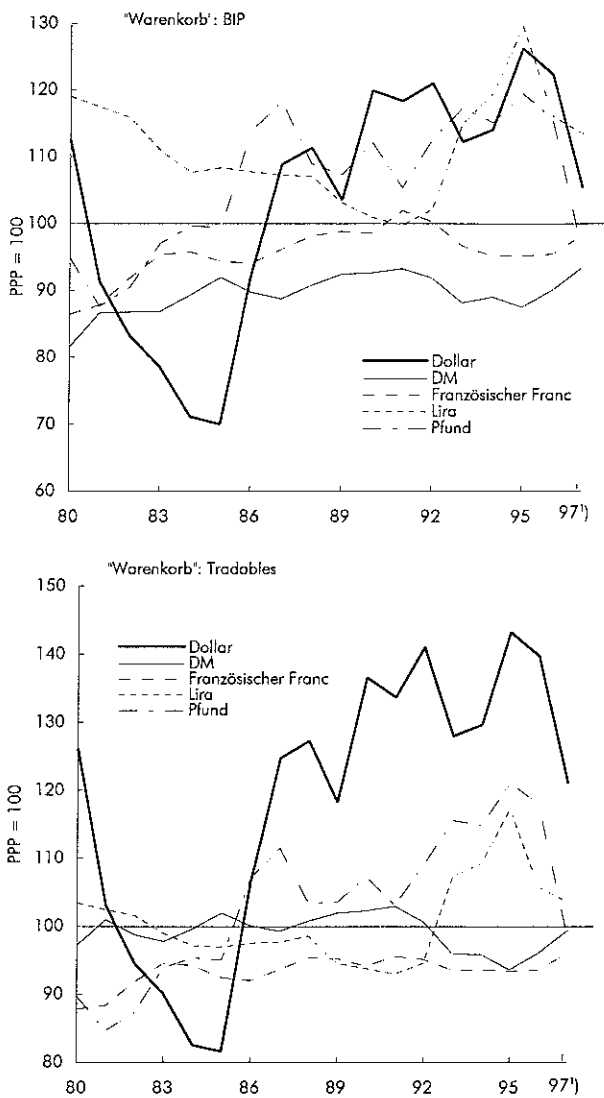 "Warenkorb": BIP
130
120
110
100
90
80
70
60
PPP = 100
Dollar
DM
Französischer Franc
Lira
Pfund
80 83 86 89 92 95 97¹)
"Warenkorb": Tradables
150
140
130
120
110
100
90
80
PPP = 100
Dollar
DM
Französischer Franc
Lira
Pfund
80 83 86 89 92 95 97¹)